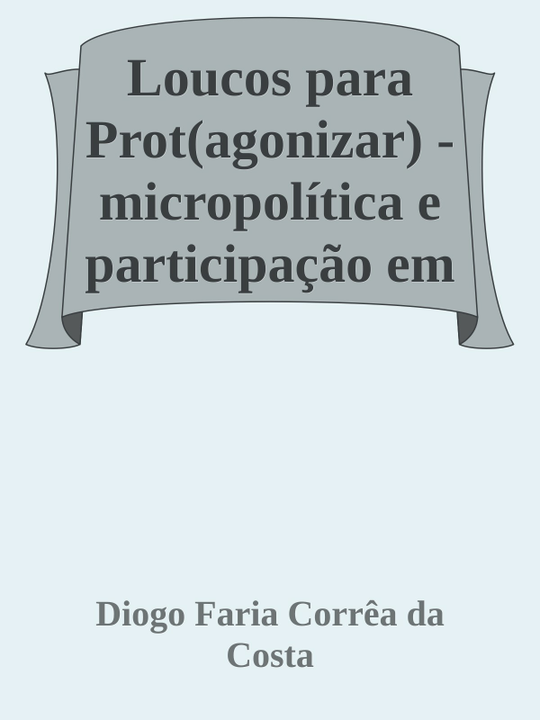 Loucos para
Prot(agonizar) -
micropolítica e
participação em
Diogo Faria Corrêa da
Costa